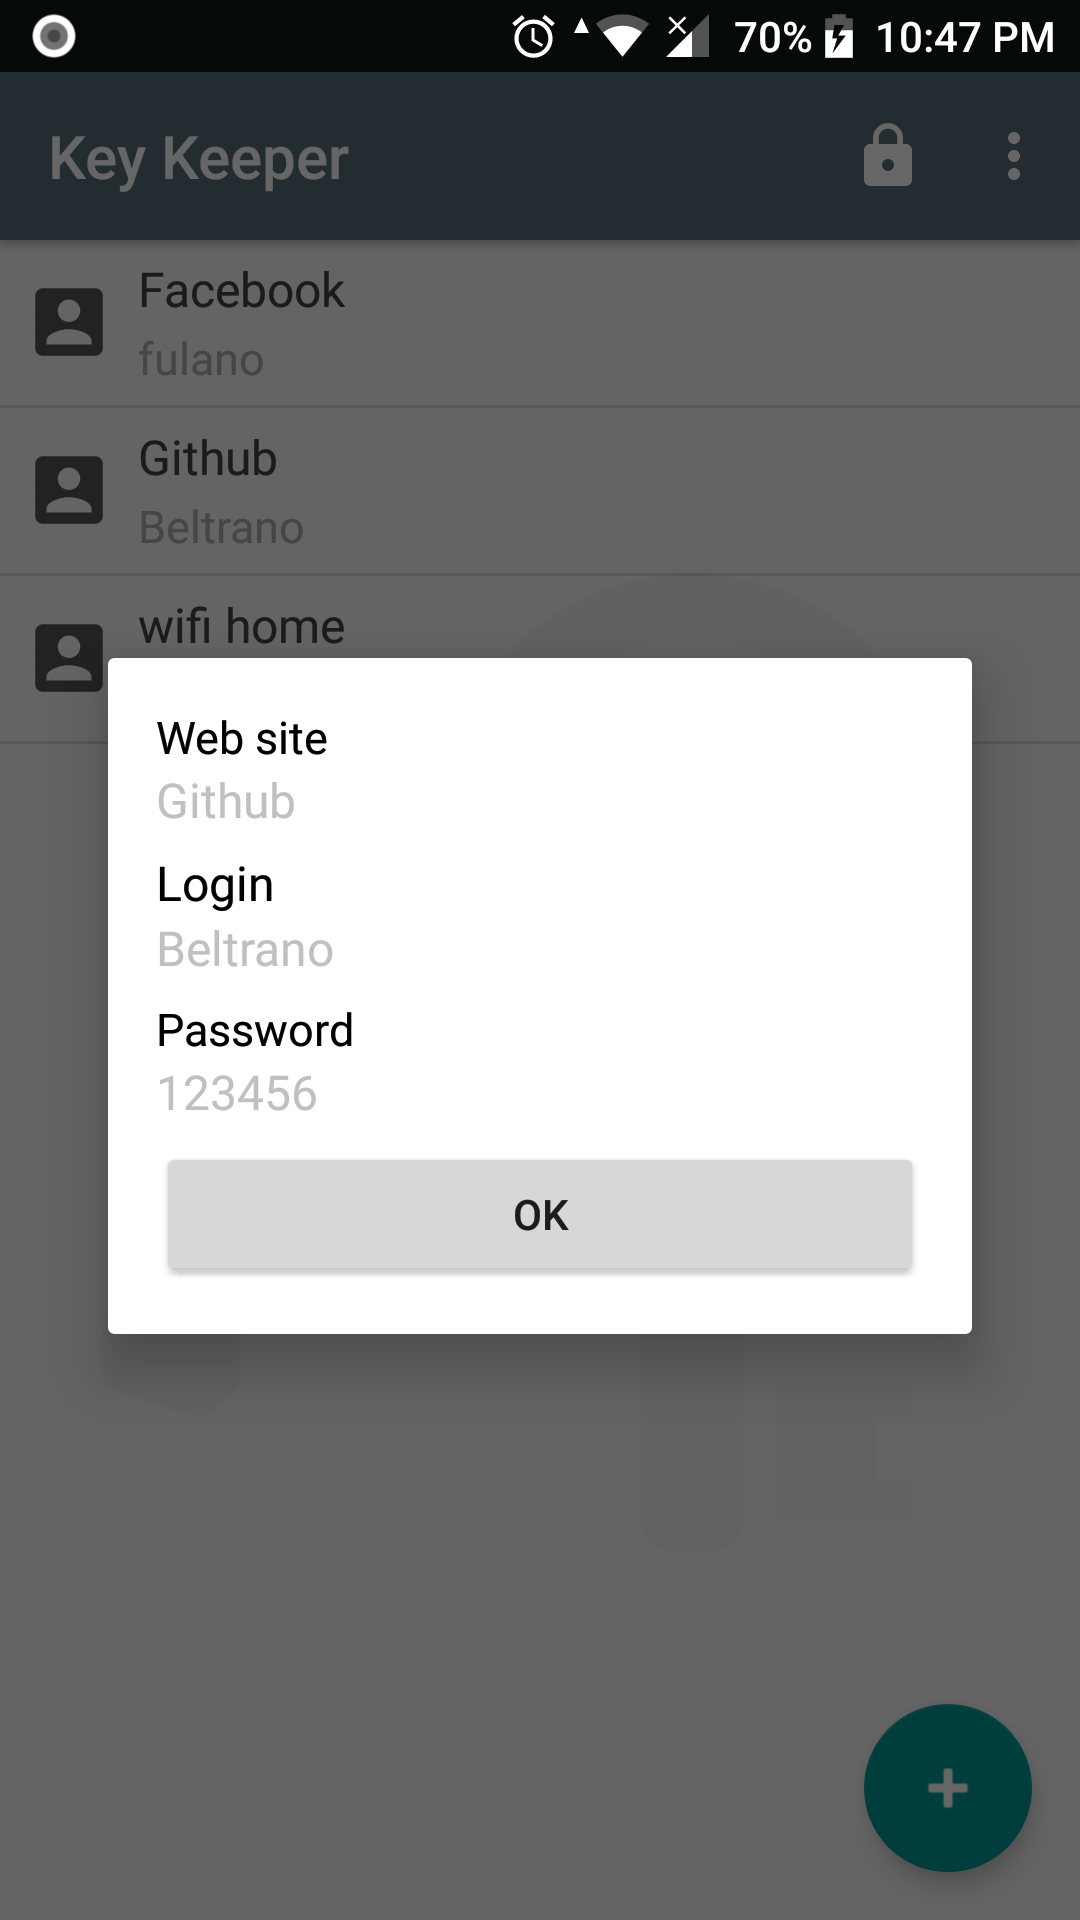 70% 10:47 PM
Key Keeper
Facebook
fulano
Github
Beltrano
wifi home
Web site
Github
Login
Beltrano
Password
123456
OK